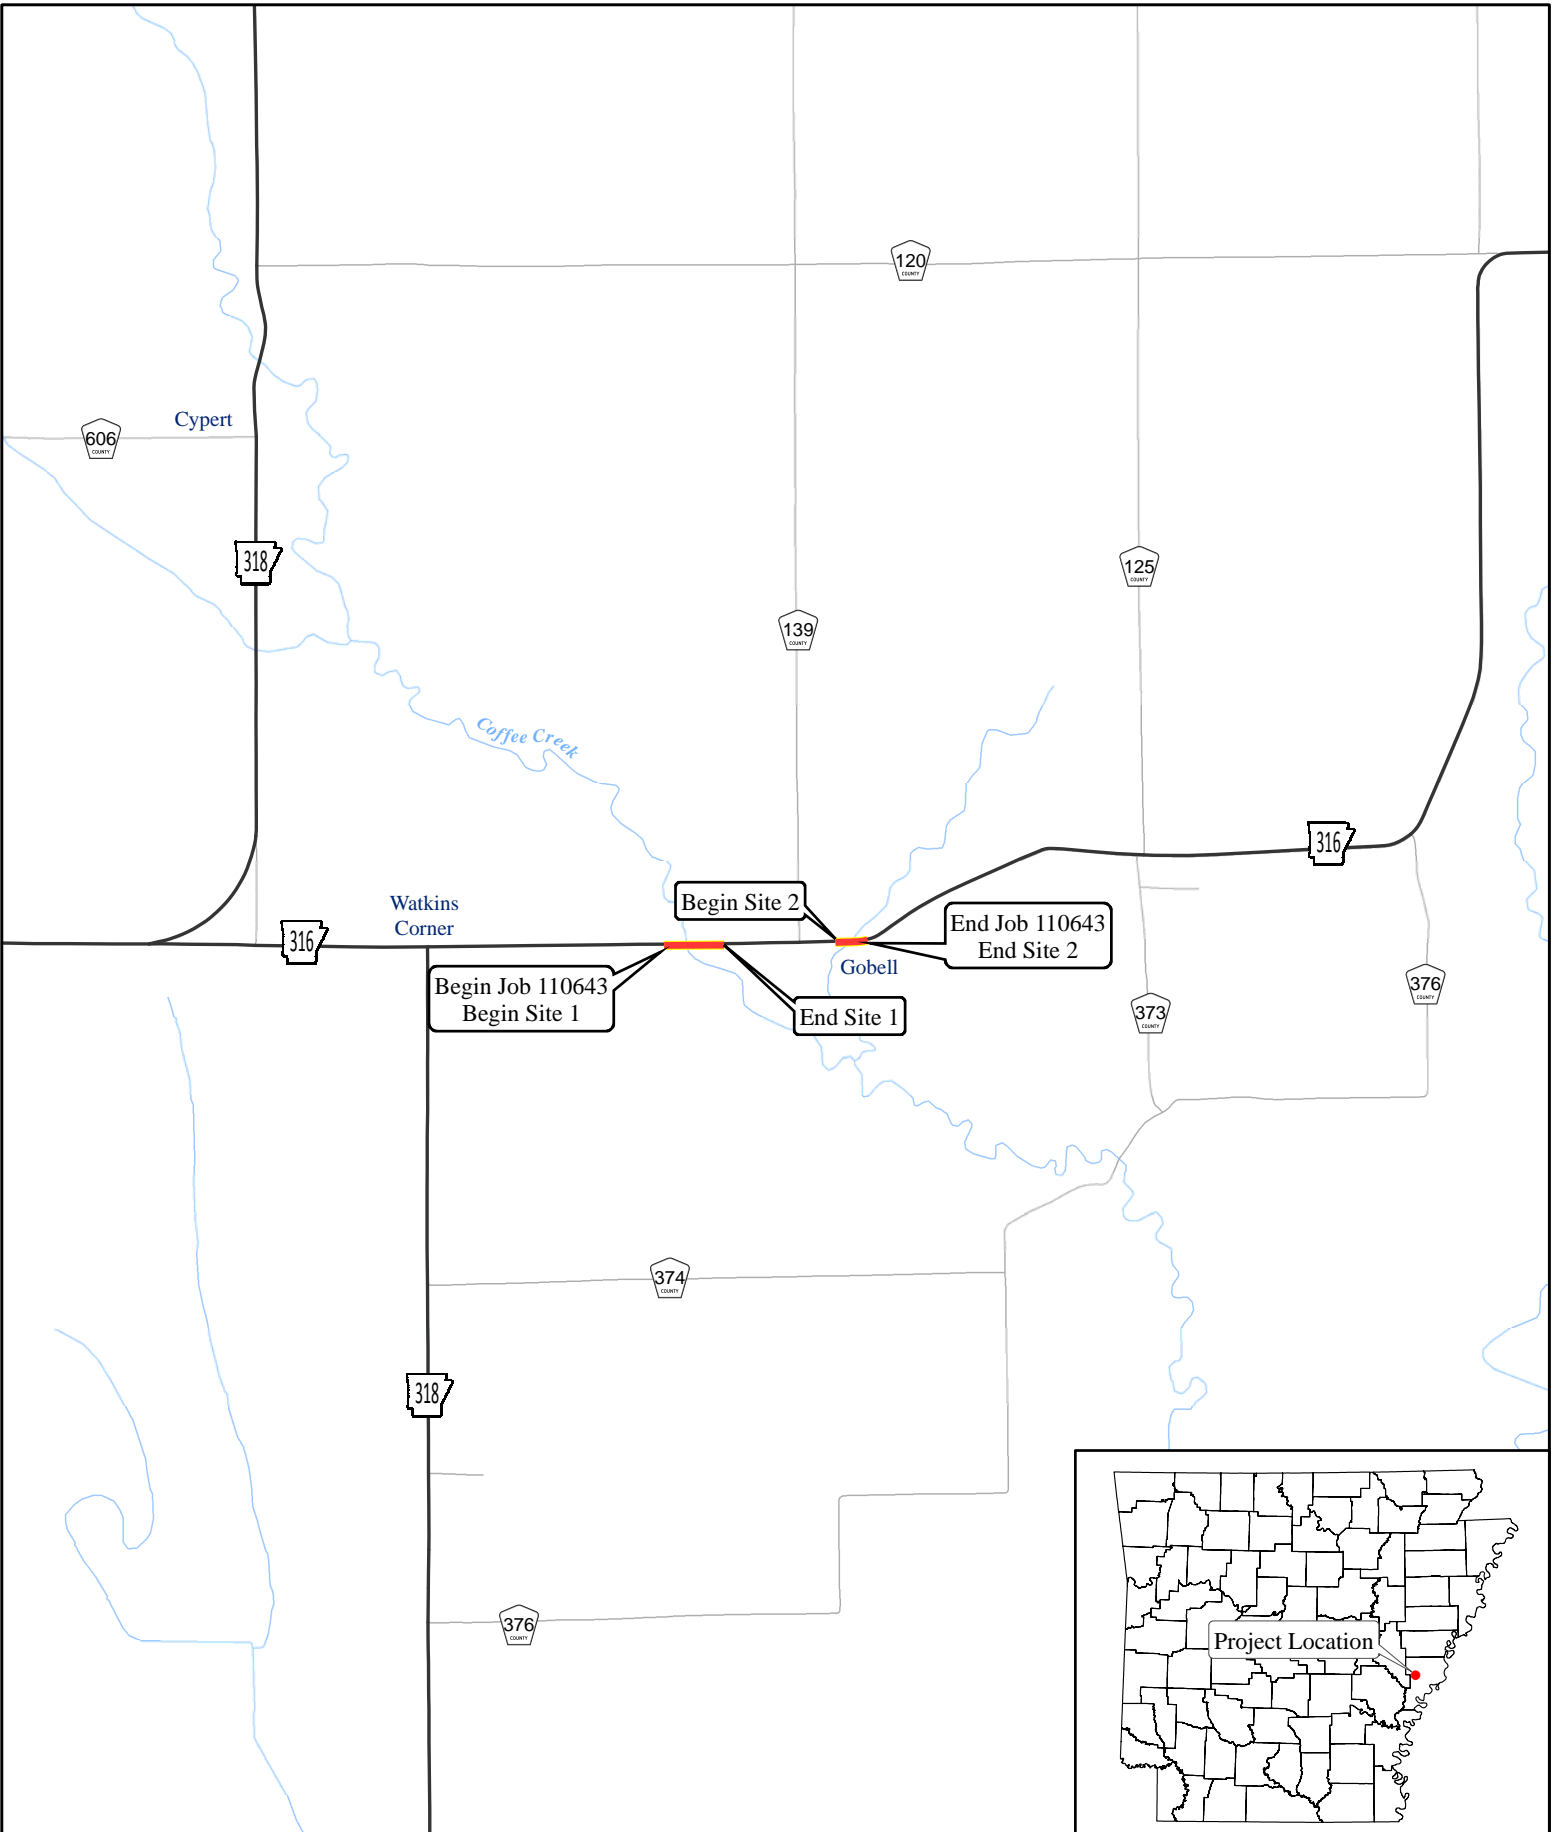 120
COUNTY
Cypert
606
COUNTY
318
125
COUNTY
139
COUNTY
Coffee Creek
316
Watkins
Corner
Begin Site 2
End Job 110643
End Site 2
316
Gobell
Begin Job 110643
Begin Site 1
End Site 1
376
COUNTY
373
COUNTY
374
COUNTY
318
376
COUNTY
Project Location